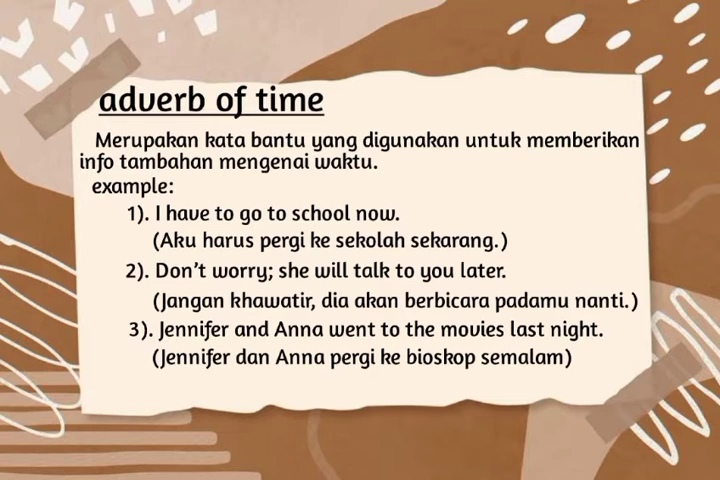 adverb of time
Merupakan kata bantu yang digunakan untuk memberikan
info tambahan mengenai waktu.
example:
1). I have to go to school now.
(Aku harus pergi ke sekolah sekarang.)
2). Don't worry; she will talk to you later.
(Jangan khawatir, dia akan berbicara padamu nanti.)
3). Jennifer and Anna went to the movies last night.
(Jennifer dan Anna pergi ke bioskop semalam)